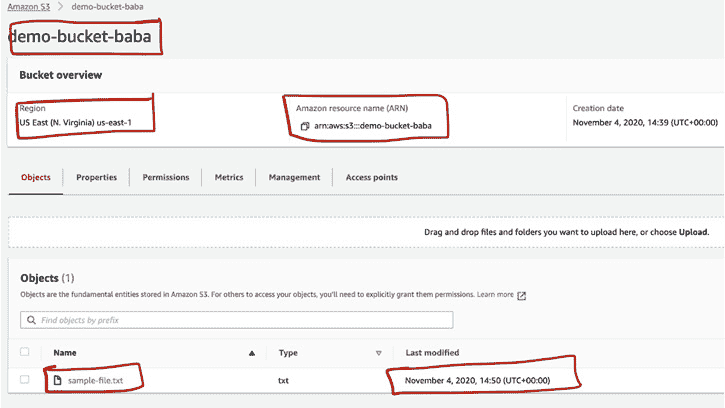 Amazon S3 > demo-bucket-baba
demo-bucket-baba
Bucket overview
Region
US East (N. Virginia) us-east-1
Amazon resource name (ARN)
arn:aws:s3:::demo-bucket-baba
Creation date
November 4, 2020, 14:39 (UTC+00:00)
Objects Properties Permissions Metrics Management Access points
Drag and drop files and folders you want to upload here, or choose Upload.
Objects (1)
Objects are the fundamental entities stored in Amazon S3. For others to access your objects, you'll need to explicitly grant them permissions. Learn more
Find objects by prefix
Name Type Last modified
sample-file.txt txt November 4, 2020, 14:50 (UTC+00:00)